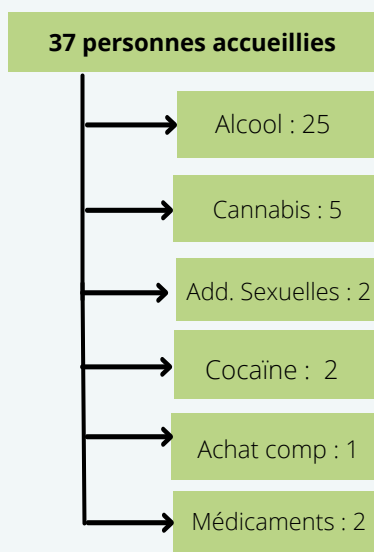 37 personnes accueillies
Alcool : 25
Cannabis : 5
Add. Sexuelles : 2
Cocaïne :  2
Achat comp : 1
Médicaments : 2